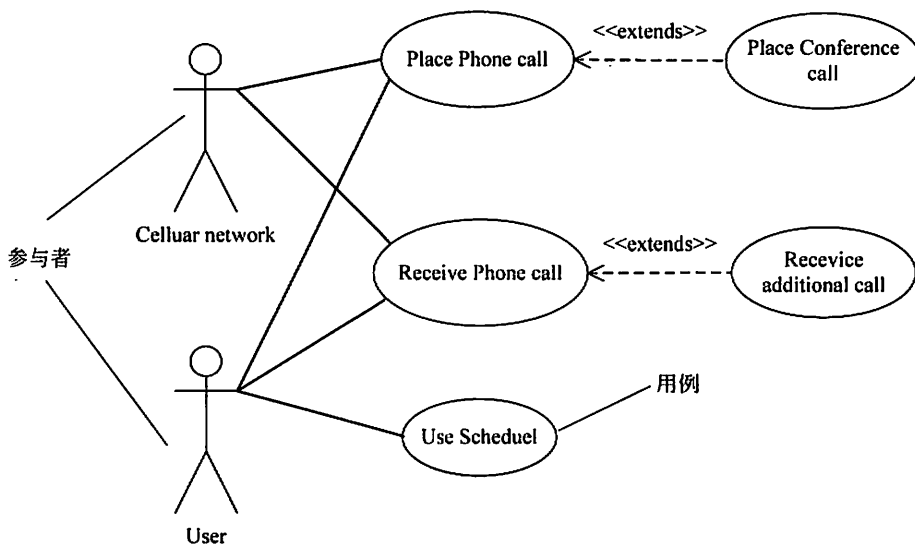 <<extends>>
Place Phone call
Place Conference
call
Celluar network
参与者
<<extends>>
Receive Phone call
Recevice
additional call
用例
Use Scheduel
User